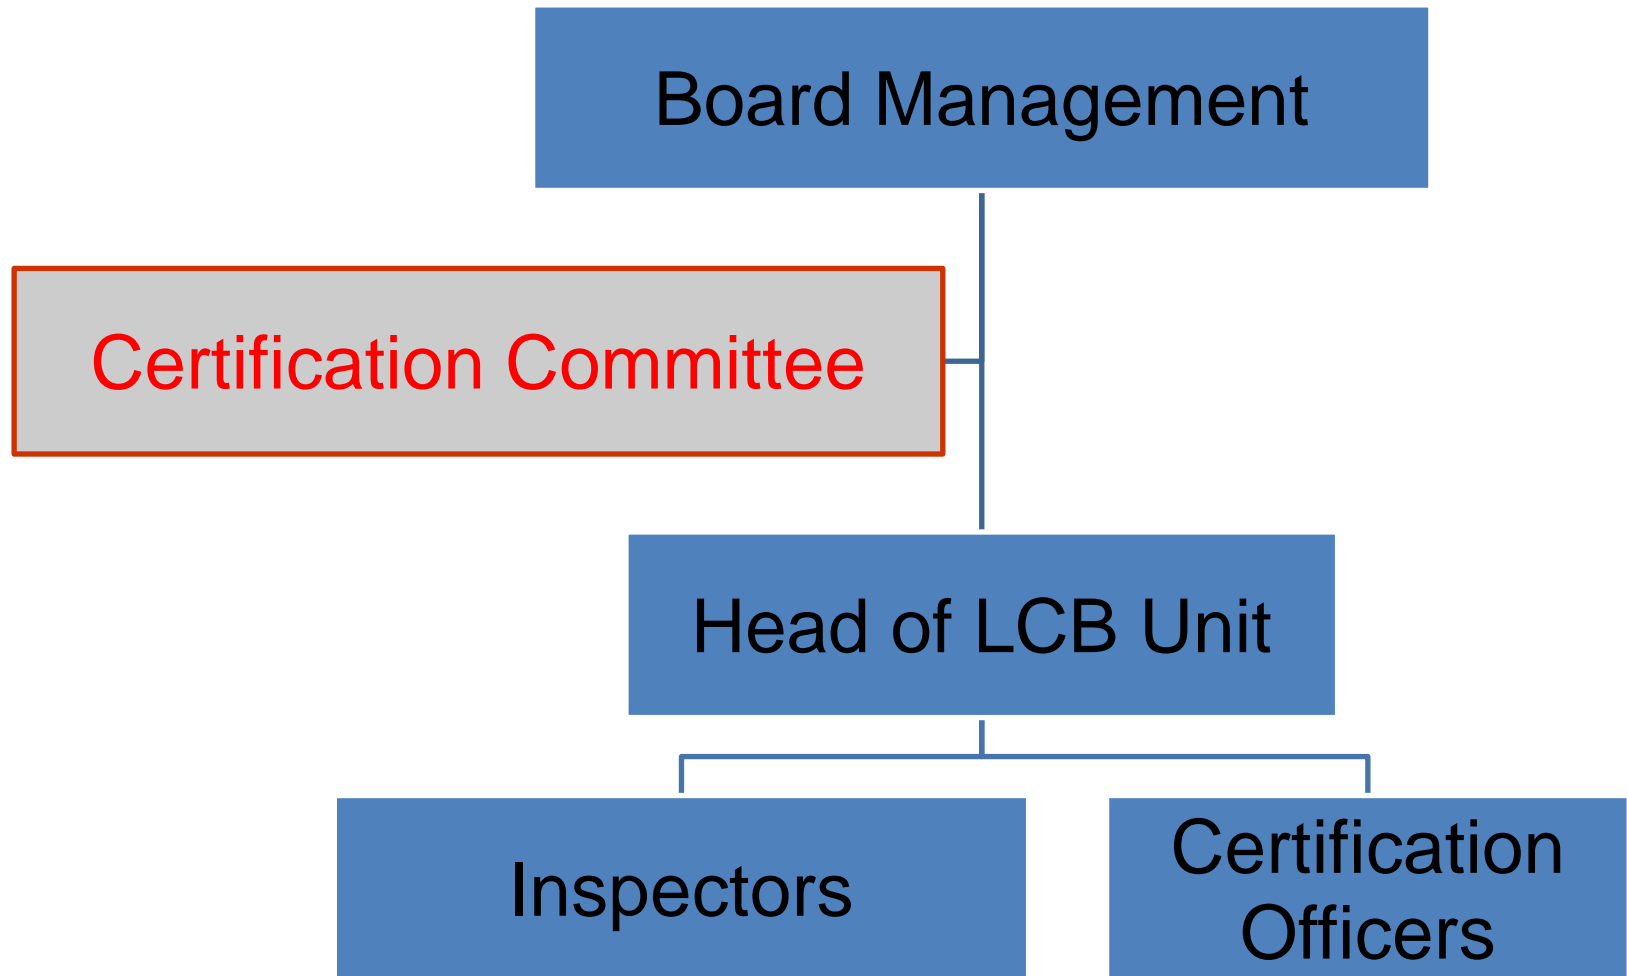 Board Management
Certification Committee
Head of LCB Unit
Inspectors
Certification
Officers